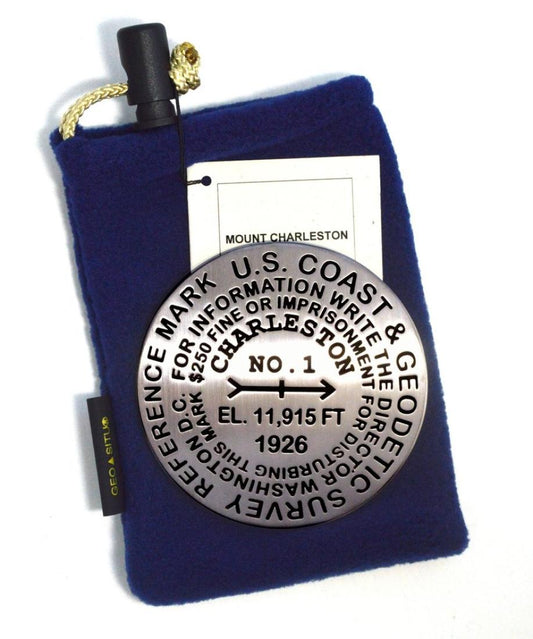 MOUNT CHARLESTON
U.S. COAST & GEODETIC SURVEY REFERENCE MARK
FOR INFORMATION WRITE THE DIRECTOR WASHINGTON D.C.
$250 FINE OR IMPRISONMENT FOR DISTURBING THIS MARK
CHARLESTON
NO.1
EL. 11,915 FT
1926
GEO▲SITU